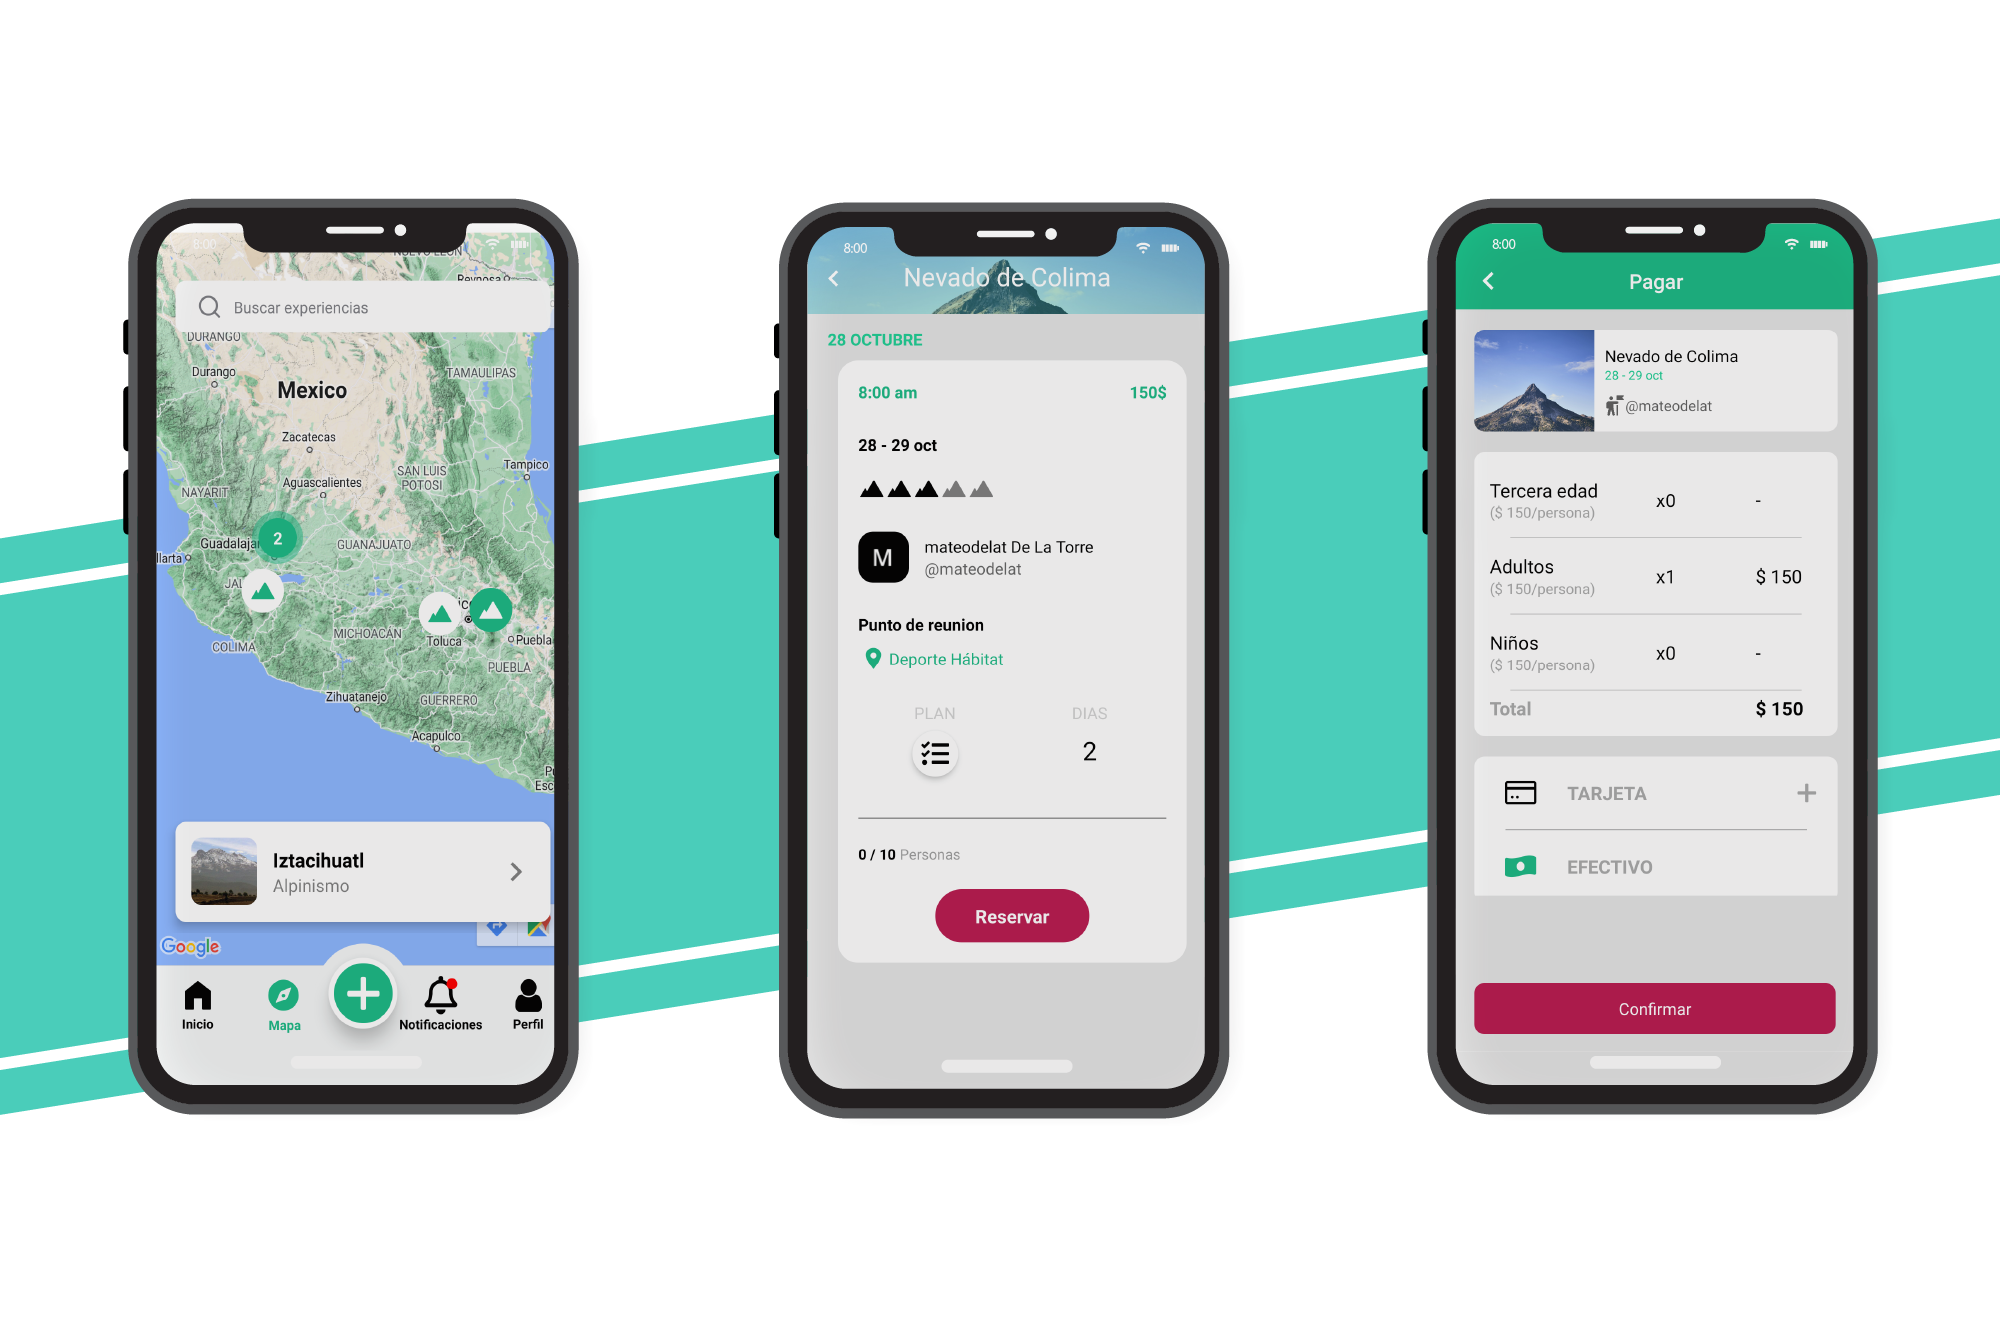 8:00
NUEVO LEON
Reynosa
Buscar experiencias
DURANGO
Durango
TAMAULIPAS
Mexico
Zacatecas
Tampico
SAN LUIS
POTOSI
Aguascalientes
NAYARIT
2
Guadalajar
GUANAJUATO
llarta
JAL
MICHOACÁN
Toluca
Puebla
COLIMA
PUEBLA
Zihuatanejo
GUERRERO
Acapulco
Esc
Iztacihuatl
Alpinismo
Google
Inicio
Mapa
Notificaciones
Perfil
8:00
Nevado de Colima
28 OCTUBRE
8:00 am 150$
28 - 29 oct
M
mateodelat De La Torre
@mateodelat
Punto de reunion
Deporte Hábitat
PLAN DIAS
2
0 / 10 Personas
Reservar
8:00
Pagar
Nevado de Colima
28 - 29 oct
@mateodelat
Tercera edad x0 -
($ 150/persona)
Adultos x1 $ 150
($ 150/persona)
Niños x0 -
($ 150/persona)
Total $ 150
TARJETA
EFECTIVO
Confirmar